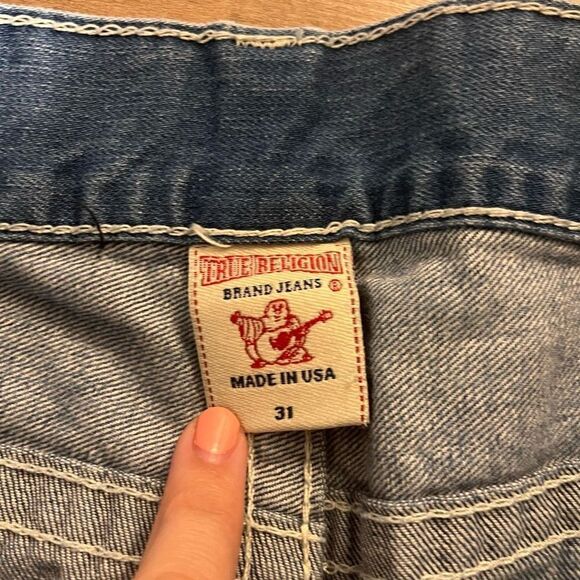 TRUE RELIGION
BRAND JEANS ®
MADE IN USA
31